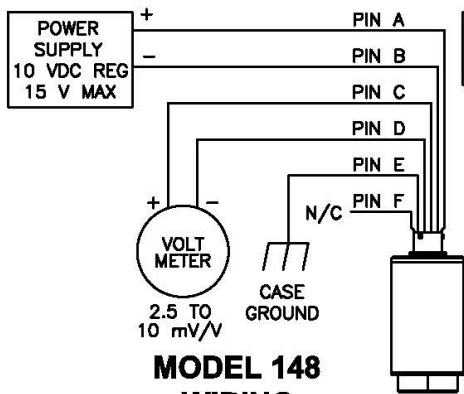 +
POWER
SUPPLY
10 VDC REG
15 V MAX
−
PIN A
PIN B
PIN C
PIN D
PIN E
PIN F
N/C
+ −
VOLT
METER
2.5 TO
10 mV/V
CASE
GROUND
MODEL 148
WIRING